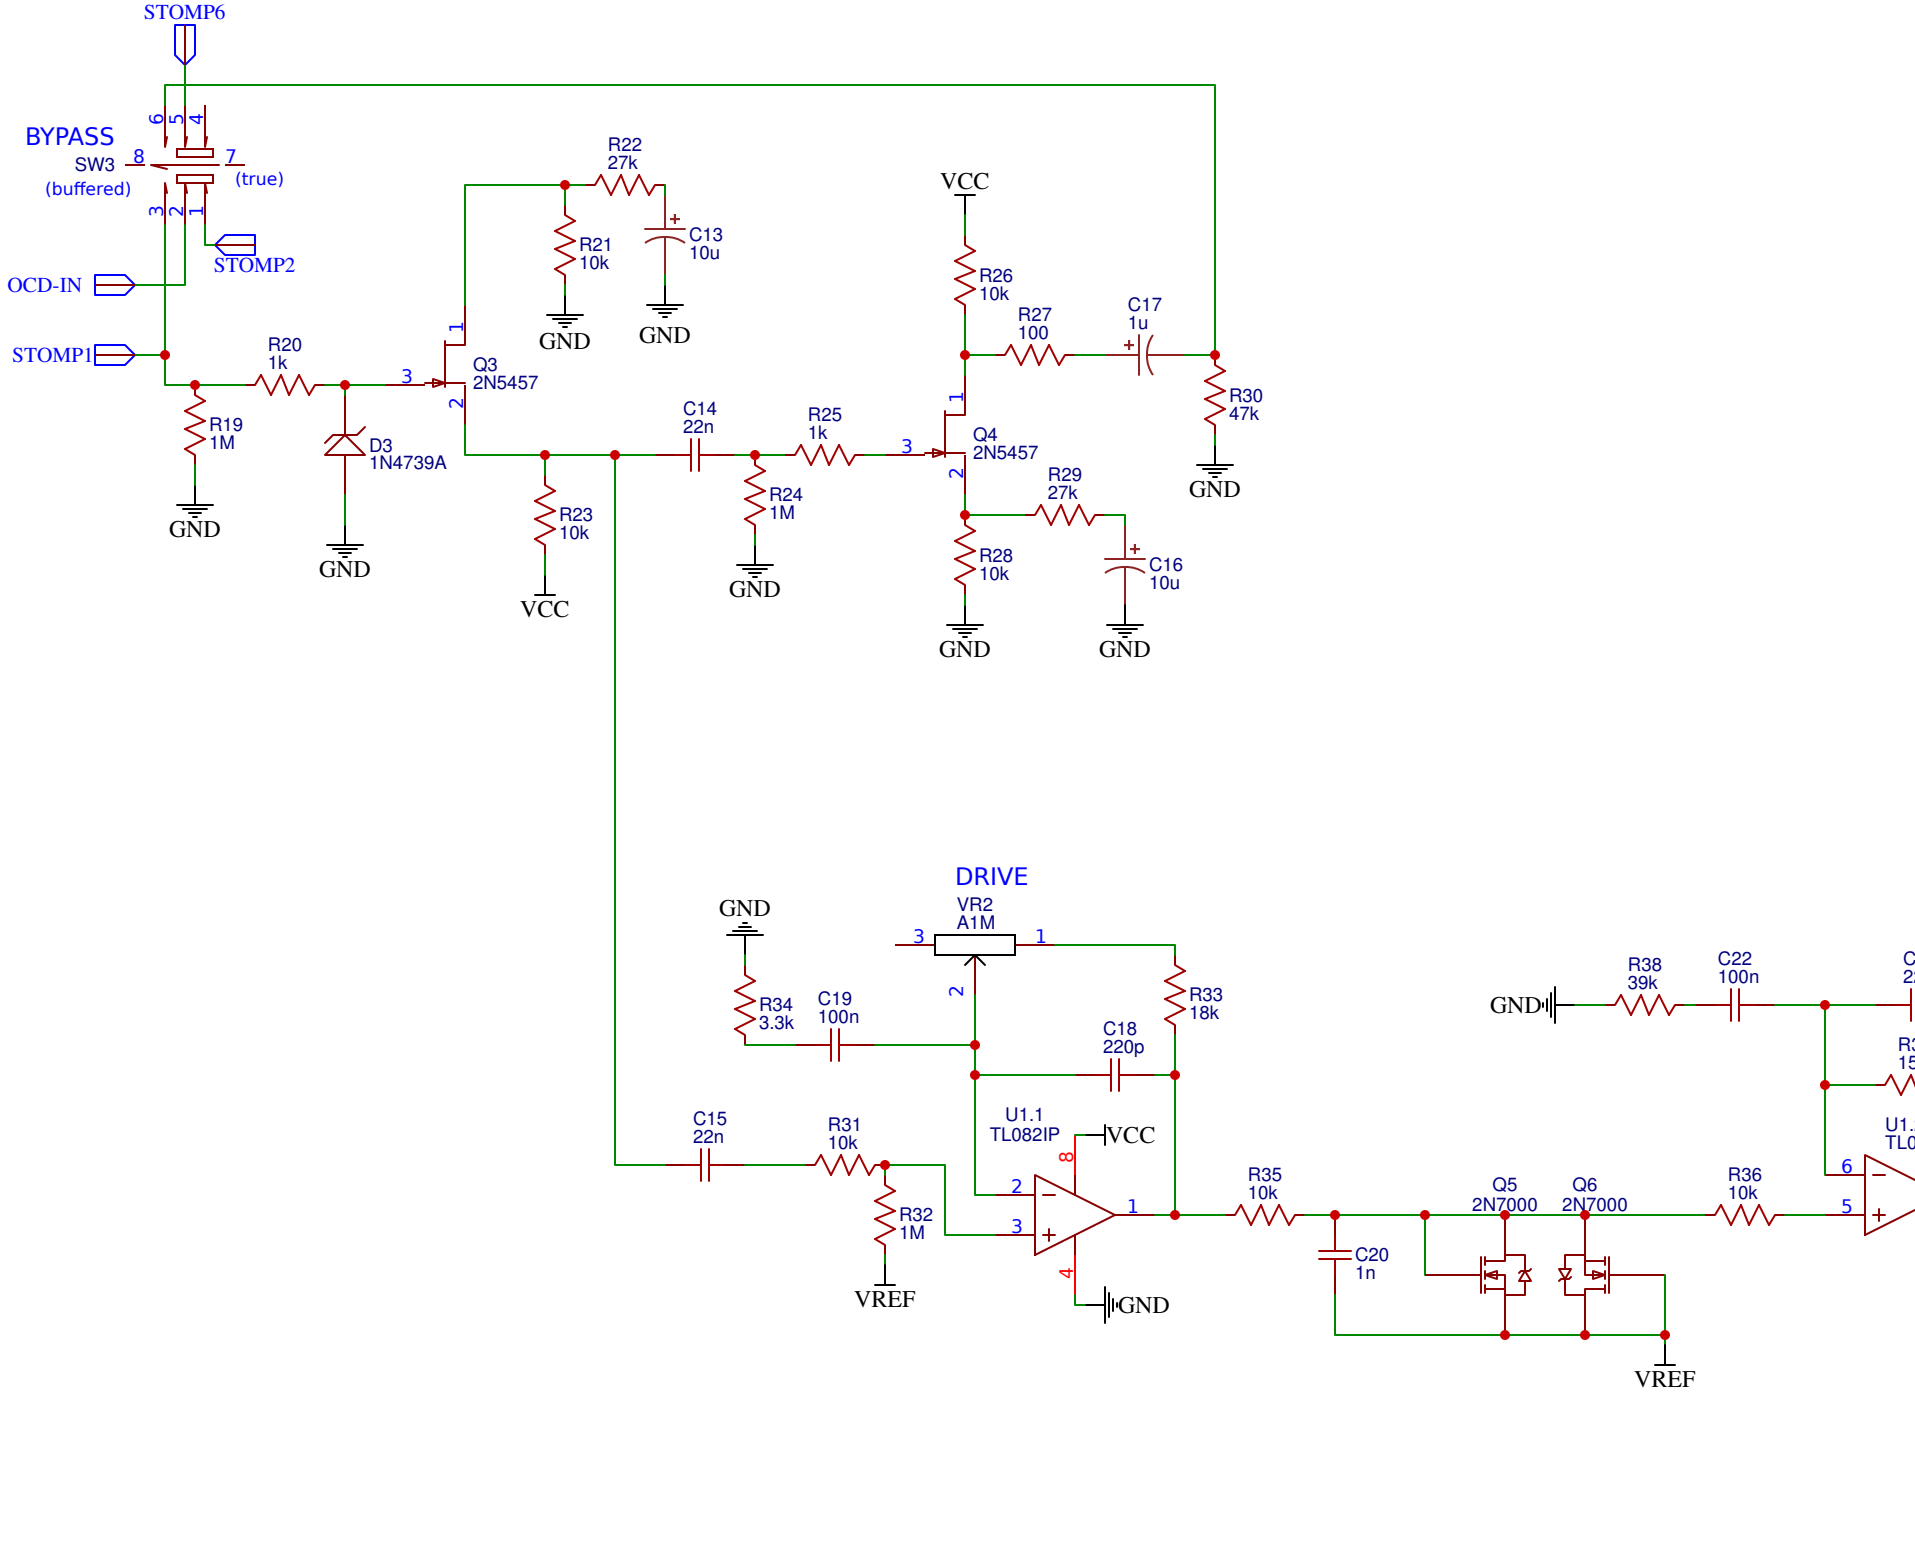 STOMP6
BYPASS
SW3
(buffered)
6
5
4
8
7
(true)
3
2
1
STOMP2
OCD-IN
STOMP1
R20
1k
R19
1M
GND
D3
1N4739A
GND
3
1
2
Q3
2N5457
R22
27k
R21
10k
GND
C13
10u
GND
R23
10k
VCC
C14
22n
R24
1M
GND
R25
1k
3
1
2
Q4
2N5457
VCC
R26
10k
R27
100
C17
1u
R30
47k
GND
R29
27k
R28
10k
GND
C16
10u
GND
DRIVE
VR2
A1M
3
1
2
GND
R34
3.3k
C19
100n
R33
18k
C18
220p
C15
22n
R31
10k
R32
1M
VREF
U1.1
TL082IP
8
VCC
2
3
1
4
GND
R35
10k
C20
1n
Q5
2N7000
Q6
2N7000
VREF
R36
10k
GND
R38
39k
C22
100n
C
2
R3
15
U1.
TL0
6
5